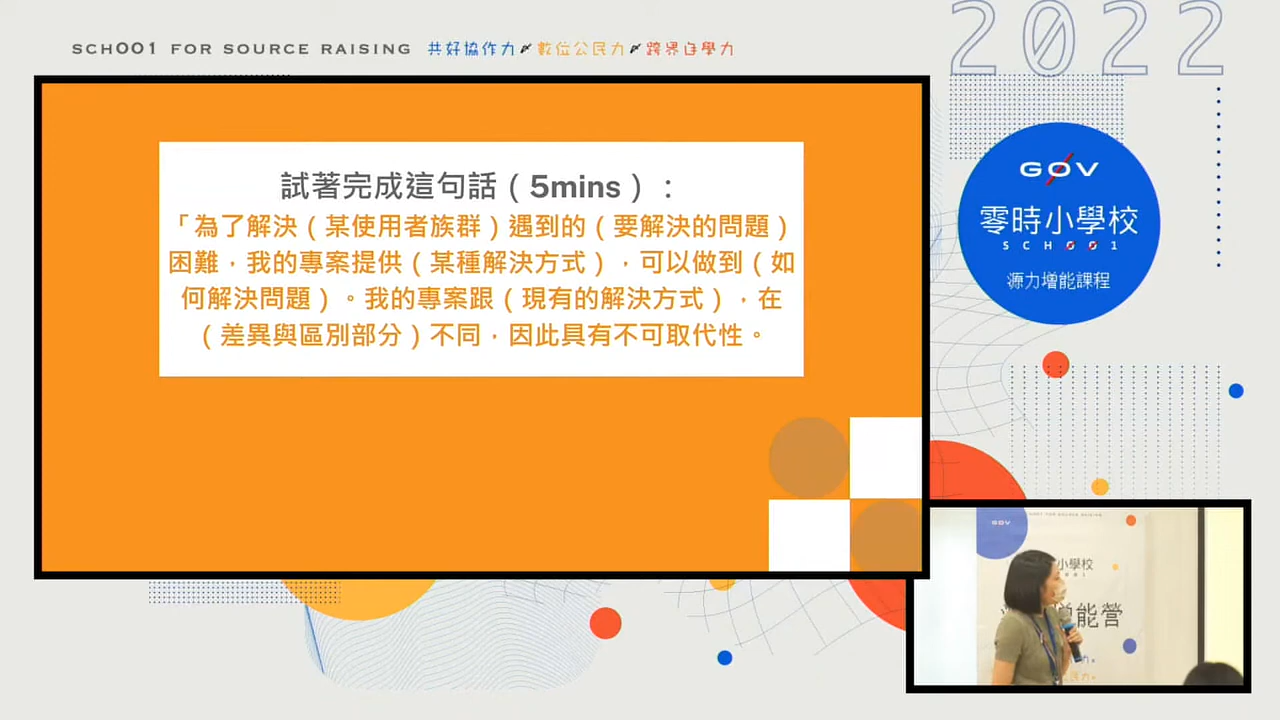 SCH001 FOR SOURCE RAISING 共好協作力 數位公民力 跨界自學力
2022
試著完成這句話（5mins）：
「為了解決（某使用者族群）遇到的（要解決的問題）
困難，我的專案提供（某種解決方式），可以做到（如
何解決問題）。我的專案跟（現有的解決方式），在
（差異與區別部分）不同，因此具有不可取代性。
G0V
零時小學校
SCH001
源力增能課程
G0V
小學校
增能營